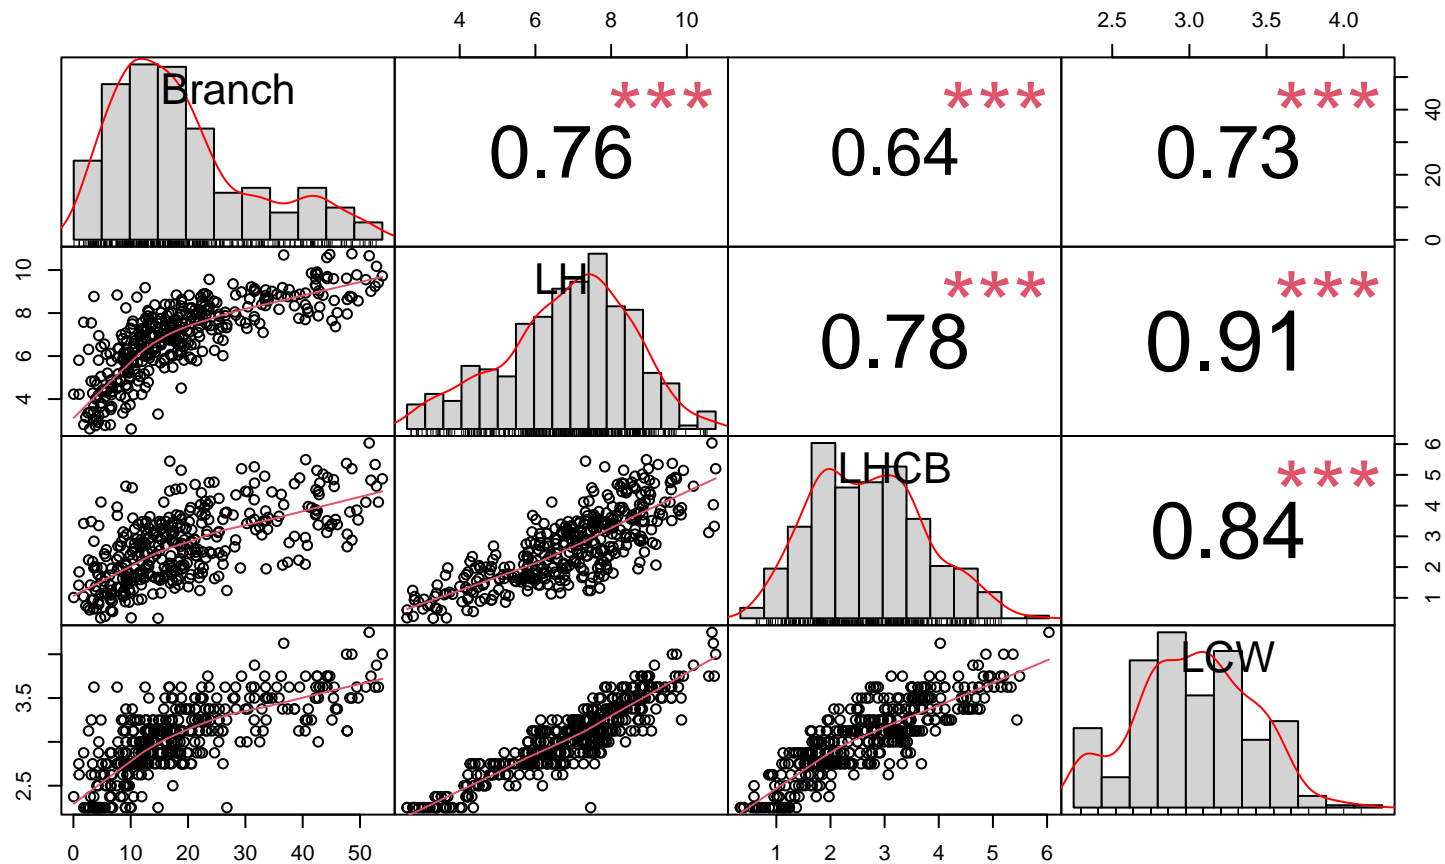 4 6 8 10 2.5 3.0 3.5 4.0
Branch *** *** ***
0.76 0.64 0.73
0 20 40
LH *** ***
0.78 0.91
4 6 8 10
LHCB ***
0.84
1 2 3 4 5 6
LCW
2.5 3.5
0 10 20 30 40 50 1 2 3 4 5 6